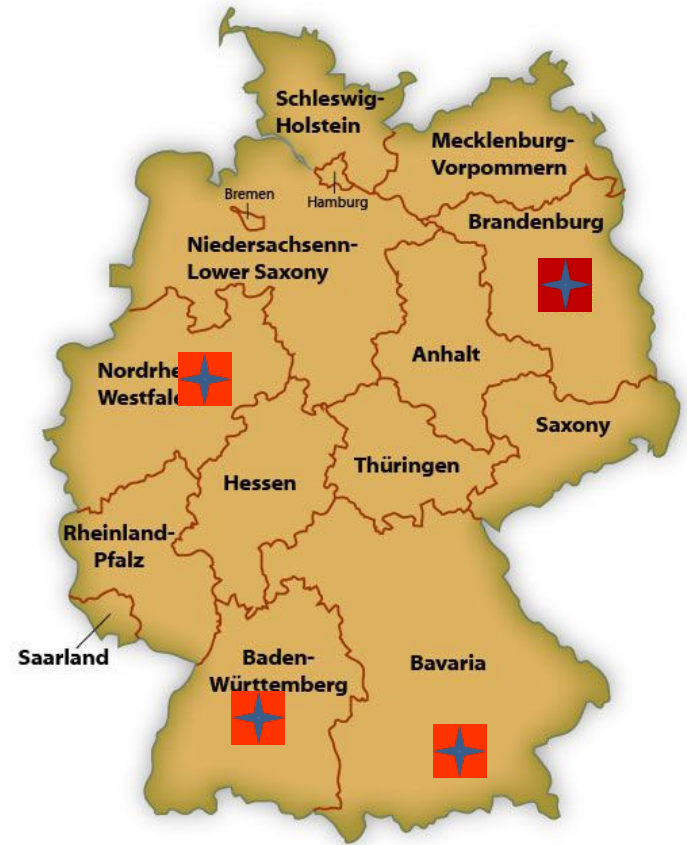 Schleswig-
Holstein
Mecklenburg-
Vorpommern
Bremen
Hamburg
Brandenburg
Niedersachsenn-
Lower Saxony
Anhalt
Westfale
Saxony
Thüringen
Hessen
Rheinland-
Pfalz
Saarland
Baden-
Württemberg
Bavaria